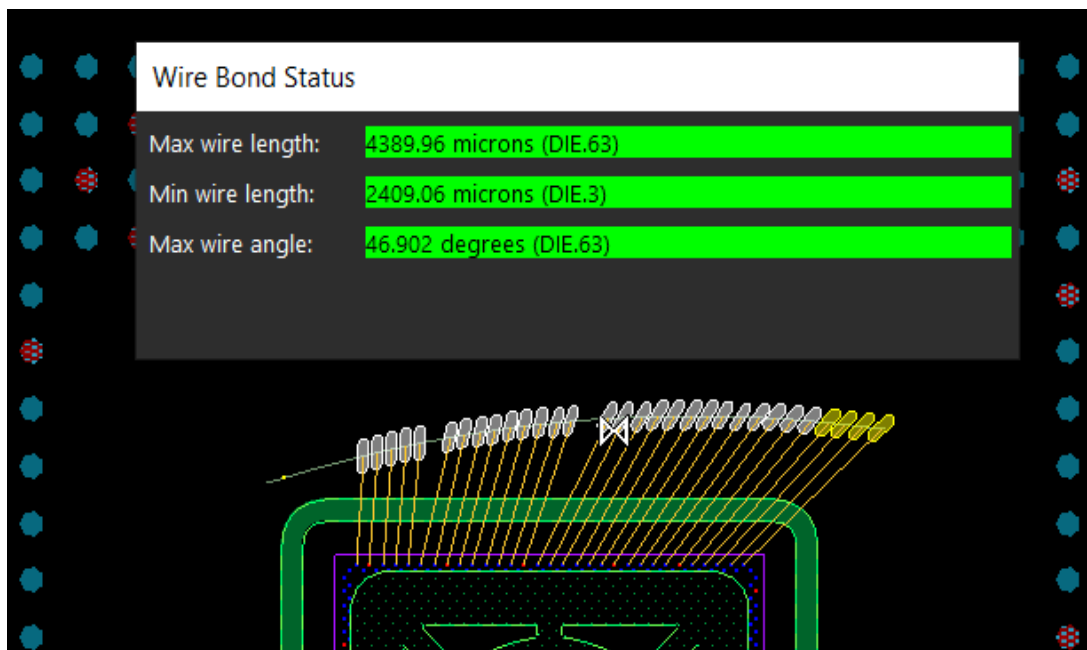 Wire Bond Status
Max wire length: 4389.96 microns (DIE.63)
Min wire length: 2409.06 microns (DIE.3)
Max wire angle: 46.902 degrees (DIE.63)